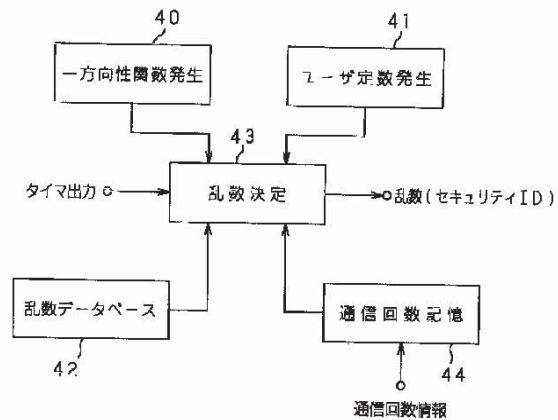 40
41
一方向性関数発生
ユーザ定数発生
43
タイマ出力
乱数決定
乱数(セキュリティID)
乱数データベース
通信回数記憶
42
44
通信回数情報